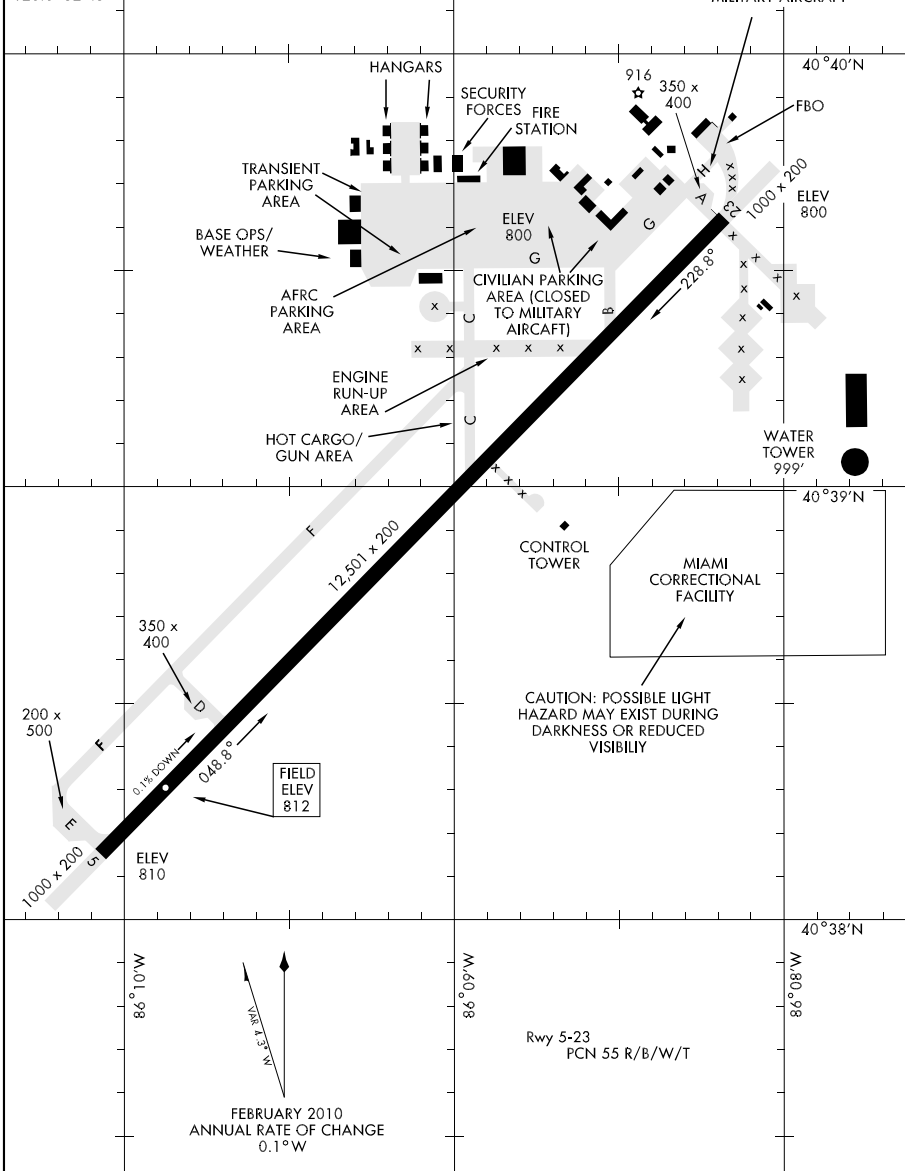 40°40'N
HANGARS
916
350 x
400
SECURITY
FORCES
FIRE
STATION
FBO
TRANSIENT
PARKING
AREA
H
A
23
1000 x 200
ELEV
800
ELEV
800
G
G
BASE OPS/
WEATHER
228.8°
AFRC
PARKING
AREA
CIVILIAN PARKING
AREA (CLOSED
TO MILITARY
AIRCAFT)
x
x
x
x
x
x
x
x
x
x
x
x
C
B
x
x
x
x
x
x
ENGINE
RUN-UP
AREA
C
HOT CARGO/
GUN AREA
WATER
TOWER
999'
x
x
x
40°39'N
F
12,501 x 200
CONTROL
TOWER
MIAMI
CORRECTIONAL
FACILITY
350 x
400
D
CAUTION: POSSIBLE LIGHT
HAZARD MAY EXIST DURING
DARKNESS OR REDUCED
VISIBILIY
200 x
500
F
0.1% DOWN
048.8°
FIELD
ELEV
812
E
5
1000 x 200
ELEV
810
40°38'N
86°10'W
86°09'W
86°08'W
VAR 4.3° W
Rwy 5-23
PCN 55 R/B/W/T
FEBRUARY 2010
ANNUAL RATE OF CHANGE
0.1°W